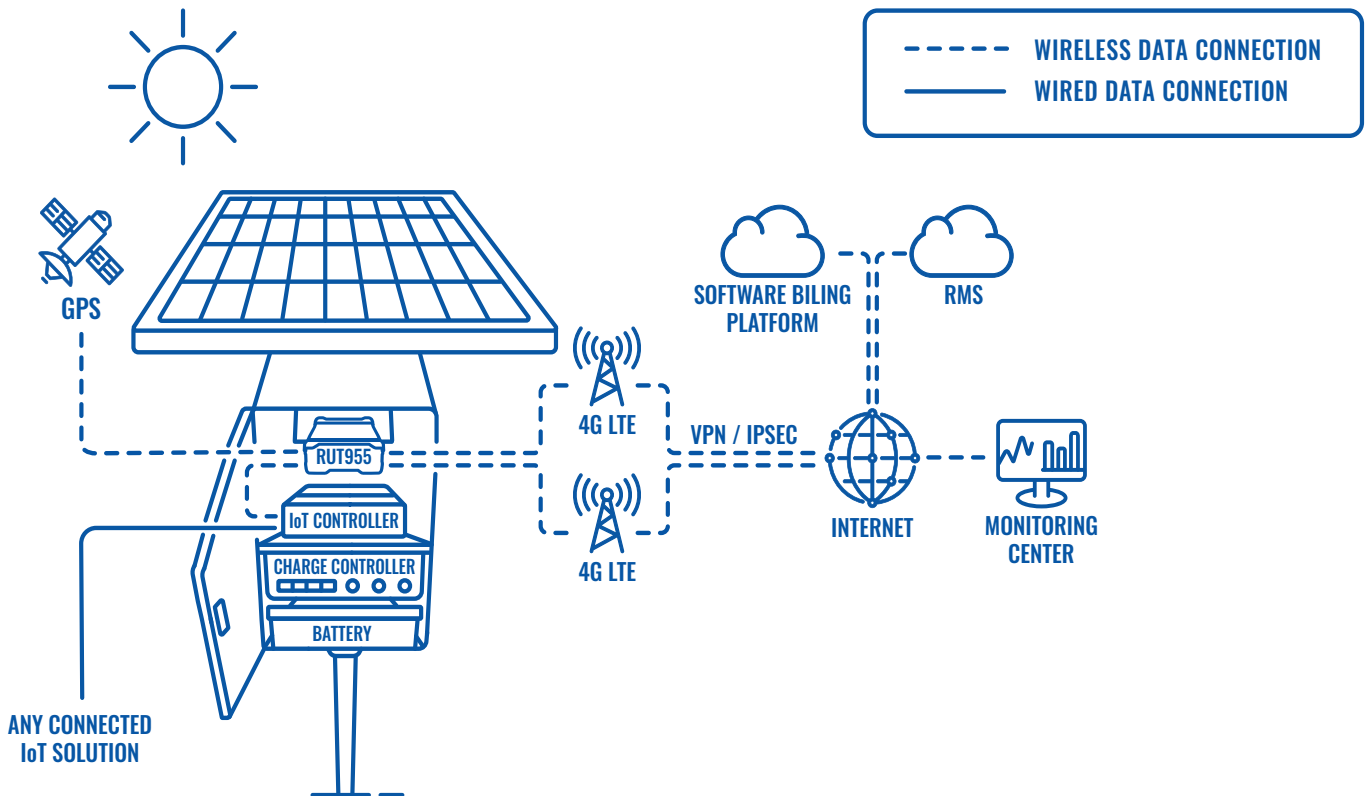 WIRELESS DATA CONNECTION
WIRED DATA CONNECTION
GPS
SOFTWARE BILING
PLATFORM
RMS
4G LTE
VPN / IPSEC
RUT955
IoT CONTROLLER
INTERNET
MONITORING
CENTER
CHARGE CONTROLLER
4G LTE
BATTERY
ANY CONNECTED
IoT SOLUTION